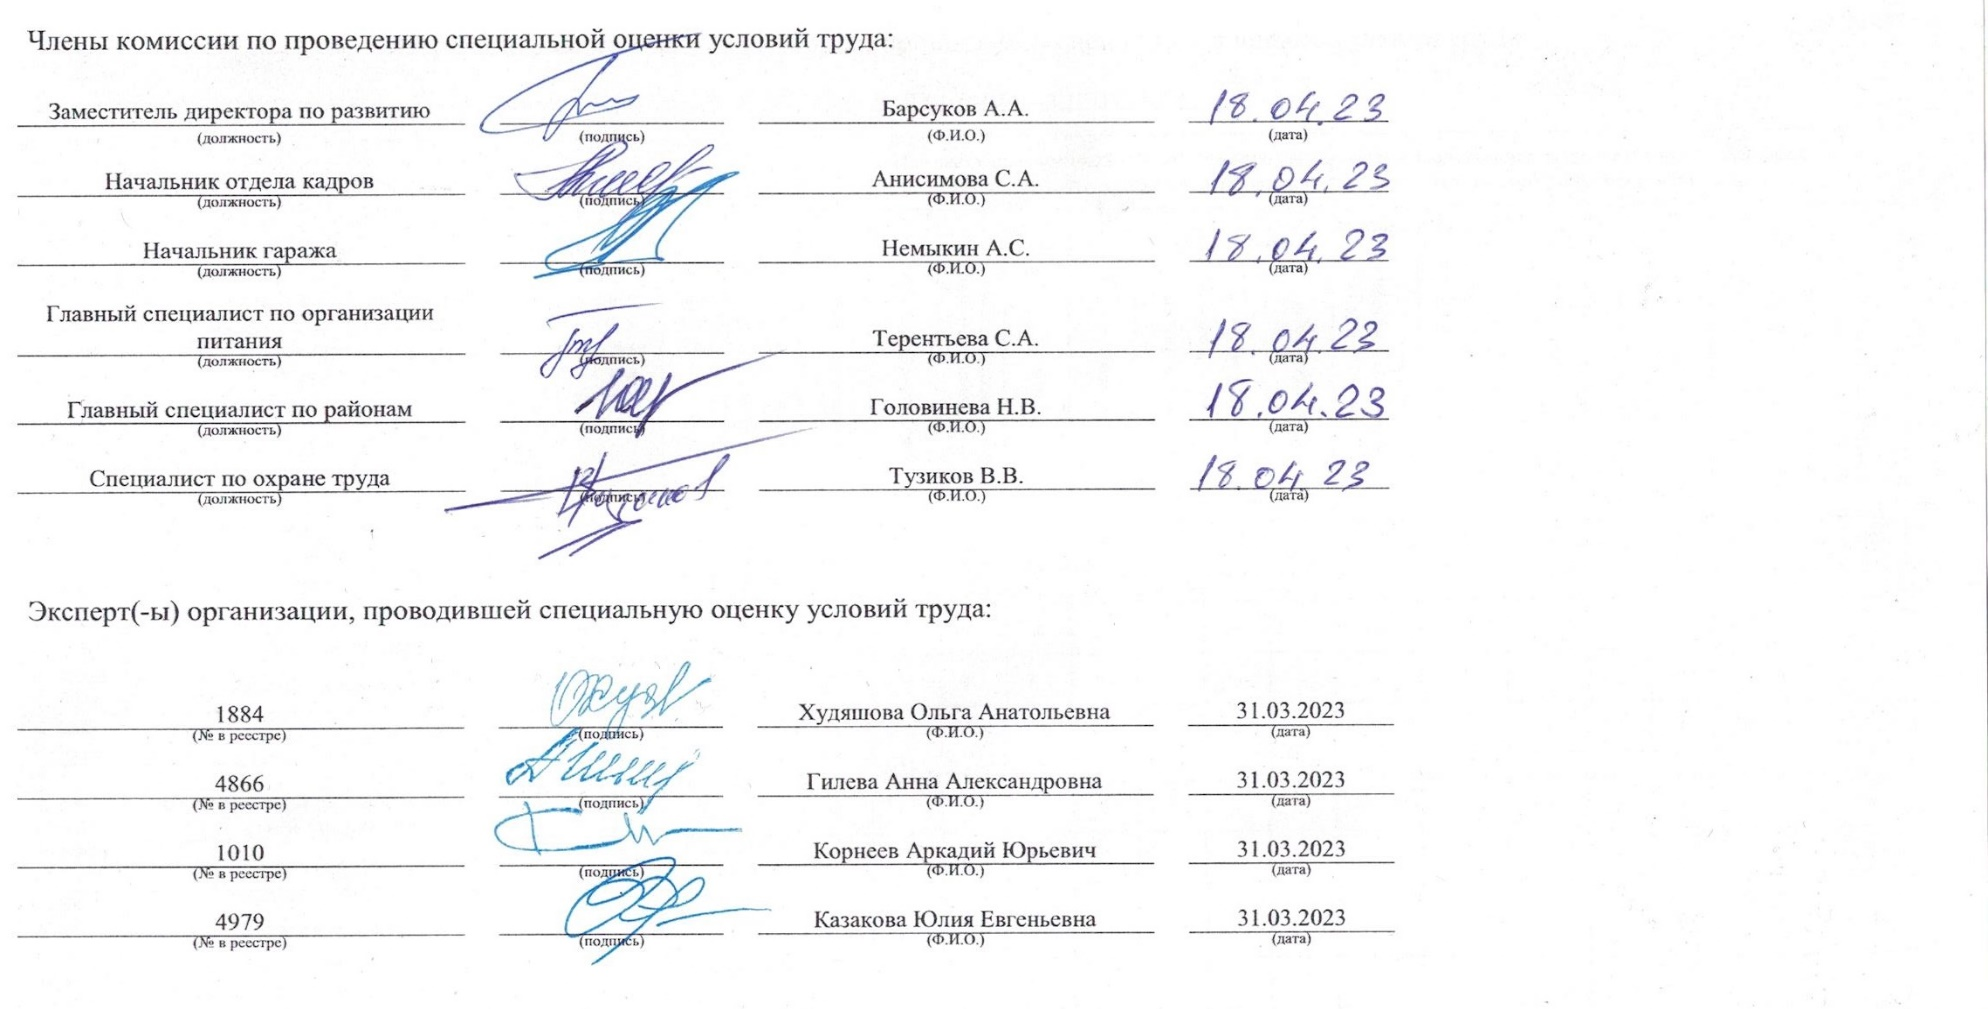 Члены комиссии по проведению специальной оценки условий труда:
Заместитель директора по развитию Барсуков А.А. 18.04.23
(должность) (подпись) (Ф.И.О.) (дата)
Начальник отдела кадров Анисимова С.А. 18.04.23
(должность) (подпись) (Ф.И.О.) (дата)
Начальник гаража Немыкин А.С. 18.04.23
(должность) (подпись) (Ф.И.О.) (дата)
Главный специалист по организации
питания Терентьева С.А. 18.04.23
(должность) (подпись) (Ф.И.О.) (дата)
Главный специалист по районам Головинева Н.В. 18.04.23
(должность) (подпись) (Ф.И.О.) (дата)
Специалист по охране труда Тузиков В.В. 18.04.23
(должность) (подпись) (Ф.И.О.) (дата)
Эксперт(-ы) организации, проводившей специальную оценку условий труда:
1884 Худяшова Ольга Анатольевна 31.03.2023
(№ в реестре) (подпись) (Ф.И.О.) (дата)
4866 Гилева Анна Александровна 31.03.2023
(№ в реестре) (подпись) (Ф.И.О.) (дата)
1010 Корнеев Аркадий Юрьевич 31.03.2023
(№ в реестре) (подпись) (Ф.И.О.) (дата)
4979 Казакова Юлия Евгеньевна 31.03.2023
(№ в реестре) (подпись) (Ф.И.О.) (дата)